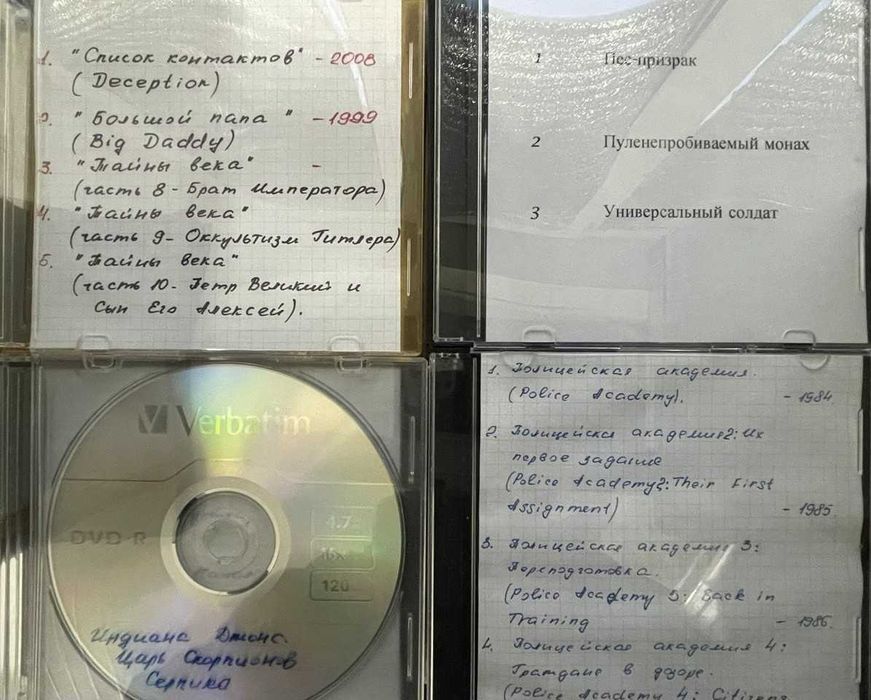 1. "Список контактов" - 2008
(Deception)
2. "Большой папа" - 1999
(Big Daddy)
3. "Тайны века" -
(часть 8 - Брат Императора)
4. "Тайны века"
(часть 9 - Оккультизм Гитлера)
5. "Тайны века"
(часть 10 - Петр Великий и
Сын Его Алексей).
1 Пес-призрак
2 Пуленепробиваемый монах
3 Универсальный солдат
Verbatim
DVD-R
4.7
16x
120
Индиана Джонс.
Царь Скорпионов
1. Полицейская академия.
(Police Academy). - 1984.
2. Полицейская академия 2: Их
первое задание
(Police Academy 2: Their First
Assignment) - 1985.
3. Полицейская академия 3:
Переподготовка.
(Police Academy 3: Back in
Training - 1986.
4. Полицейская академия 4:
Граждане в дозоре.
(Police Academy 4: Citizens